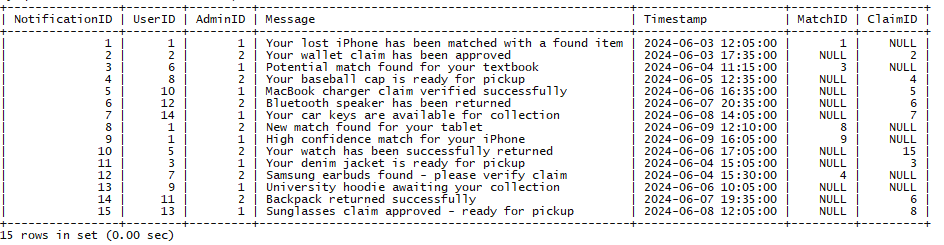 | NotificationID | UserID | AdminID | Message | Timestamp | MatchID | ClaimID |
| 1 | 1 | 1 | Your lost iPhone has been matched with a found item | 2024-06-03 12:05:00 | 1 | NULL |
| 2 | 2 | 2 | Your wallet claim has been approved | 2024-06-03 17:35:00 | NULL | 2 |
| 3 | 6 | 1 | Potential match found for your textbook | 2024-06-04 11:15:00 | 3 | NULL |
| 4 | 8 | 2 | Your baseball cap is ready for pickup | 2024-06-05 12:35:00 | NULL | 4 |
| 5 | 10 | 1 | MacBook charger claim verified successfully | 2024-06-06 16:35:00 | NULL | 5 |
| 6 | 12 | 2 | Bluetooth speaker has been returned | 2024-06-07 20:35:00 | NULL | 6 |
| 7 | 14 | 1 | Your car keys are available for collection | 2024-06-08 14:05:00 | NULL | 7 |
| 8 | 1 | 2 | New match found for your tablet | 2024-06-09 12:10:00 | 8 | NULL |
| 9 | 1 | 1 | High confidence match for your iPhone | 2024-06-09 16:05:00 | 9 | NULL |
| 10 | 5 | 2 | Your watch has been successfully returned | 2024-06-06 17:05:00 | NULL | 15 |
| 11 | 3 | 1 | Your denim jacket is ready for pickup | 2024-06-04 15:05:00 | NULL | 3 |
| 12 | 7 | 2 | Samsung earbuds found - please verify claim | 2024-06-04 15:30:00 | 4 | NULL |
| 13 | 9 | 1 | University hoodie awaiting your collection | 2024-06-06 10:05:00 | NULL | NULL |
| 14 | 11 | 2 | Backpack returned successfully | 2024-06-07 19:35:00 | NULL | 6 |
| 15 | 13 | 1 | Sunglasses claim approved - ready for pickup | 2024-06-08 12:05:00 | NULL | 8 |
15 rows in set (0.00 sec)